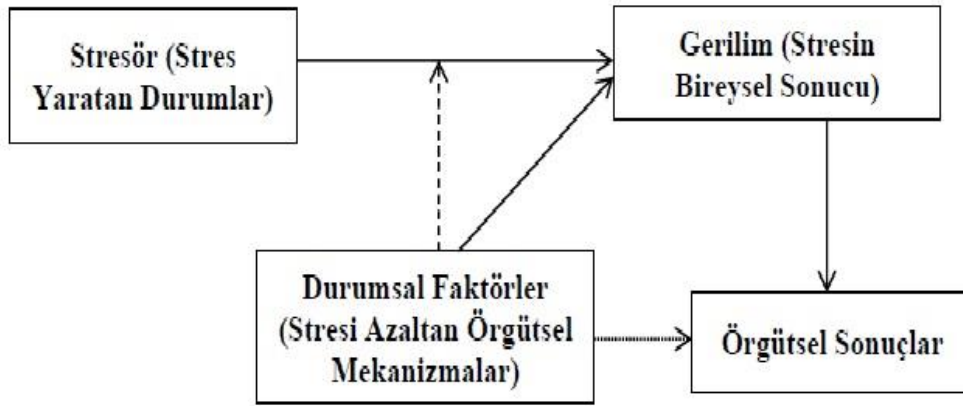 Stresör (Stres
Yaratan Durumlar)
Gerilim (Stresin
Bireysel Sonucu)
Durumsal Faktörler
(Stresi Azaltan Örgütsel
Mekanizmalar)
Örgütsel Sonuçlar